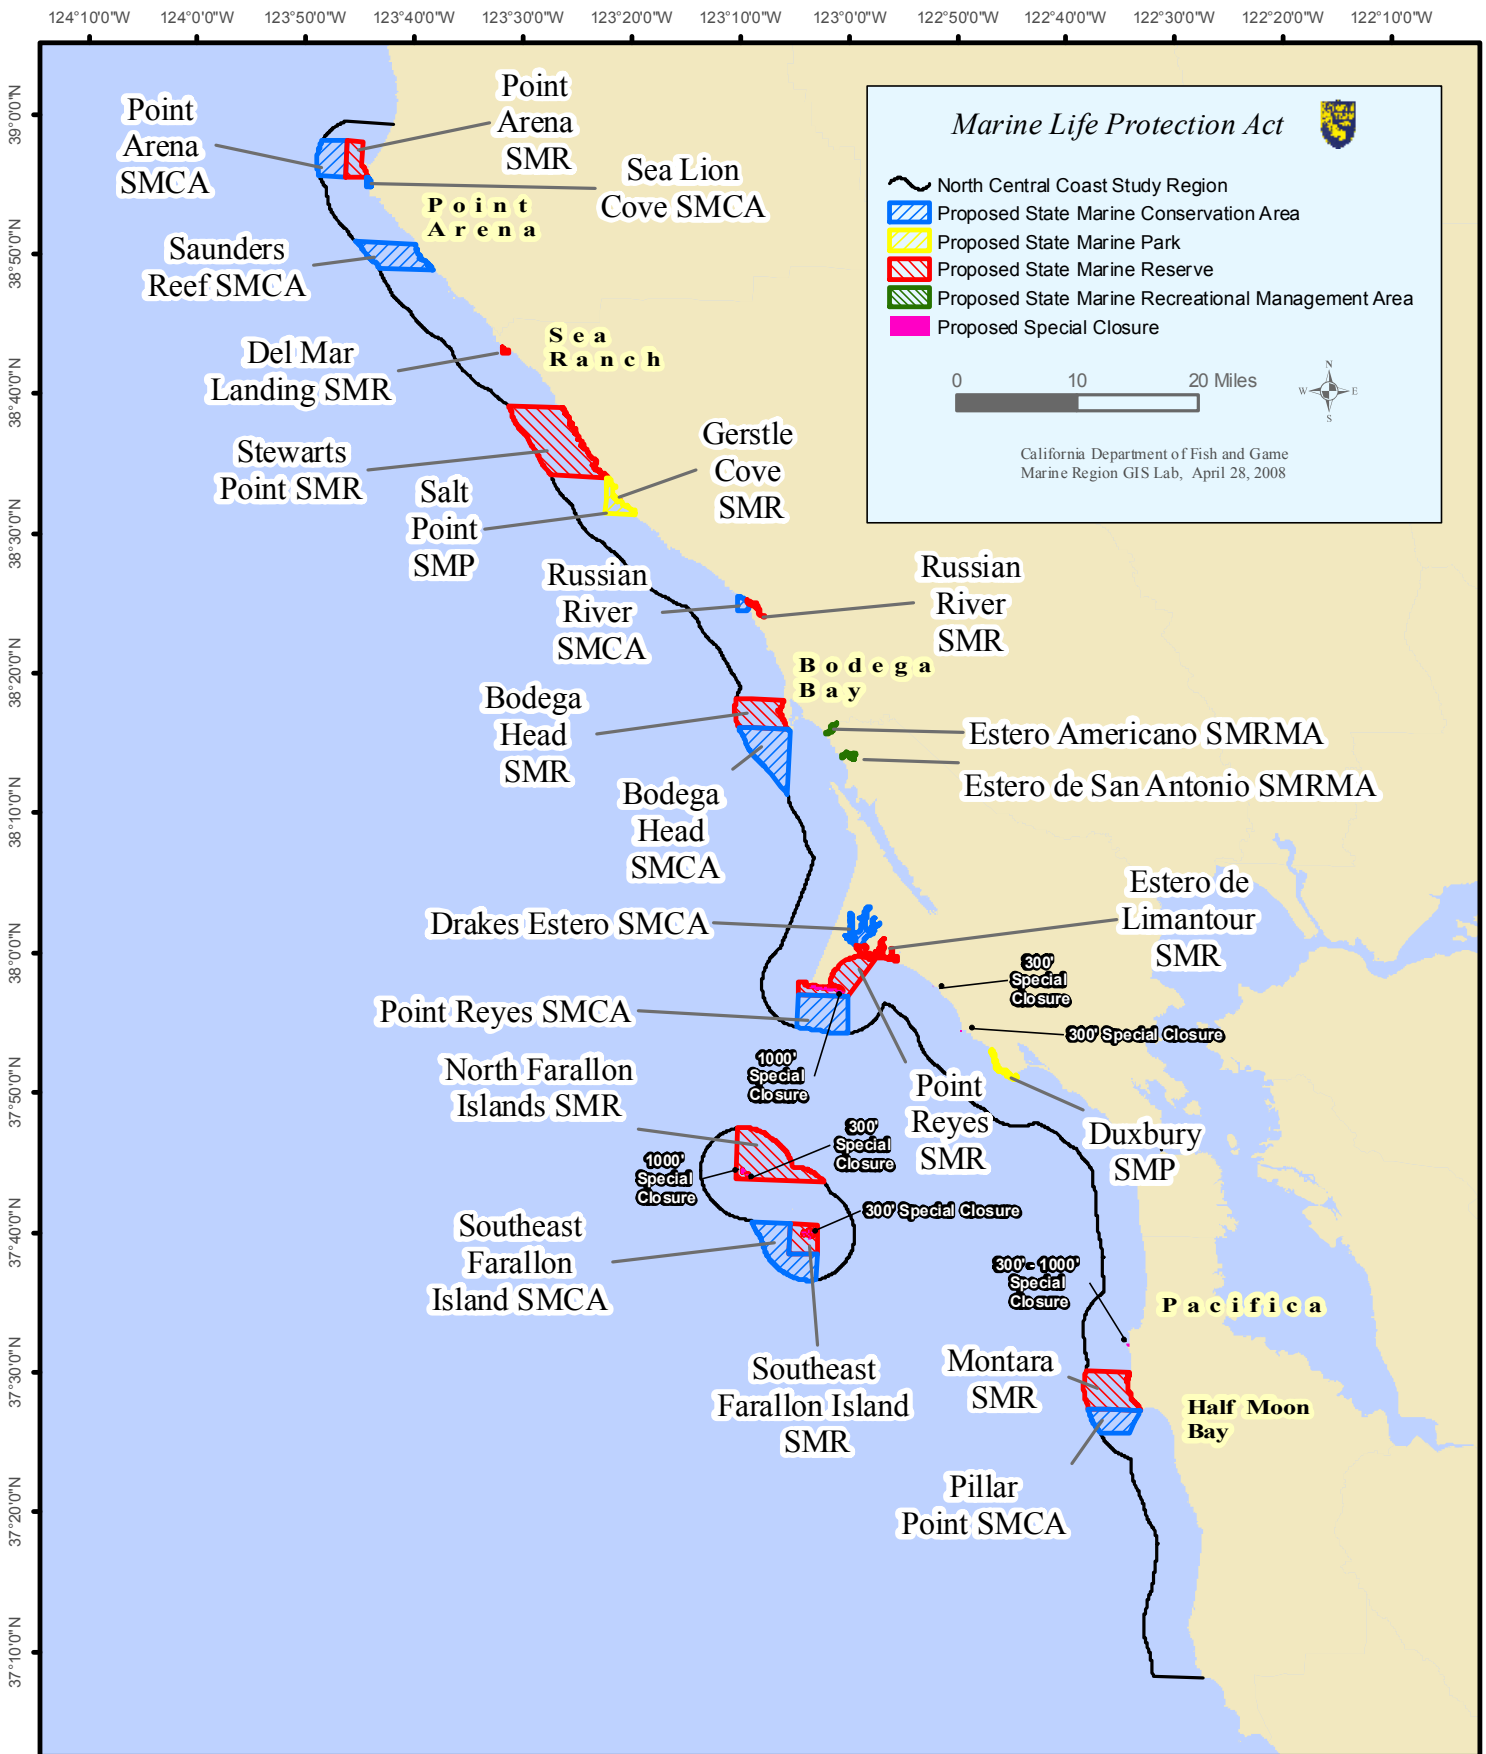 124°10'0"W
124°0'0"W
123°50'0"W
123°40'0"W
123°30'0"W
123°20'0"W
123°10'0"W
123°0'0"W
122°50'0"W
122°40'0"W
122°30'0"W
122°20'0"W
122°10'0"W
39°0'0"N
38°50'0"N
38°40'0"N
38°30'0"N
38°20'0"N
38°10'0"N
38°0'0"N
37°50'0"N
37°40'0"N
37°30'0"N
37°20'0"N
37°10'0"N
Marine Life Protection Act
North Central Coast Study Region
Proposed State Marine Conservation Area
Proposed State Marine Park
Proposed State Marine Reserve
Proposed State Marine Recreational Management Area
Proposed Special Closure
0 10 20 Miles
N
W E
S
California Department of Fish and Game
Marine Region GIS Lab, April 28, 2008
Point
Arena
SMCA
Point
Arena
SMR
Sea Lion
Cove SMCA
Point
Arena
Saunders
Reef SMCA
Sea
Ranch
Del Mar
Landing SMR
Stewarts
Point SMR
Gerstle
Cove
SMR
Salt
Point
SMP
Russian
River
SMCA
Russian
River
SMR
Bodega
Bay
Bodega
Head
SMR
Estero Americano SMRMA
Estero de San Antonio SMRMA
Bodega
Head
SMCA
Drakes Estero SMCA
Estero de
Limantour
SMR
300'
Special
Closure
Point Reyes SMCA
300' Special Closure
1000'
Special
Closure
North Farallon
Islands SMR
Point
Reyes
SMR
Duxbury
SMP
300'
Special
Closure
1000'
Special
Closure
300' Special Closure
Southeast
Farallon
Island SMCA
300' - 1000'
Special
Closure
Pacifica
Southeast
Farallon Island
SMR
Montara
SMR
Half Moon
Bay
Pillar
Point SMCA